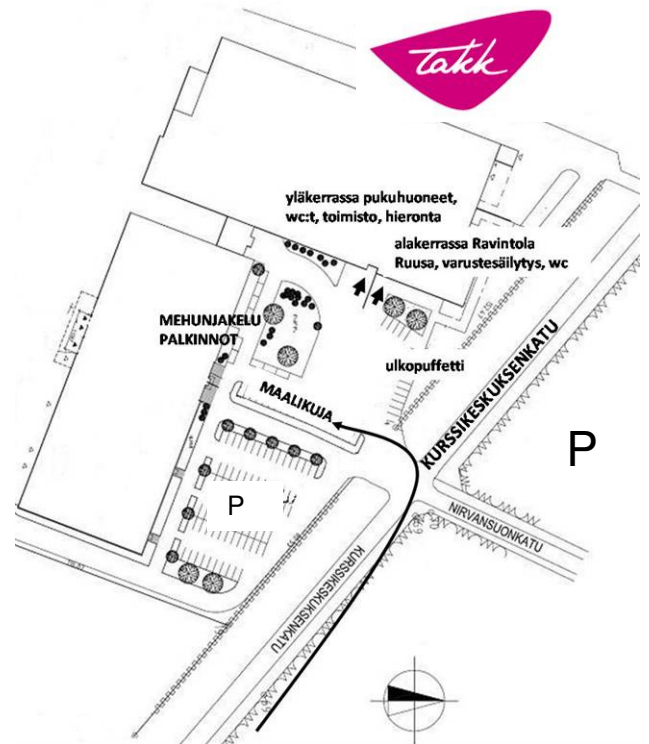 Takk
yläkerrassa pukuhuoneet,
wc:t, toimisto, hieronta
alakerrassa Ravintola
Ruusa, varustesäilytys, wc
MEHUNJAKELU
PALKINNOT
ulkopuffetti
MAALIKUJA
KURSSIKESKUKSENKATU
P
P
NIRVANSUONKATU
KURSSIKESKUKSENKATU